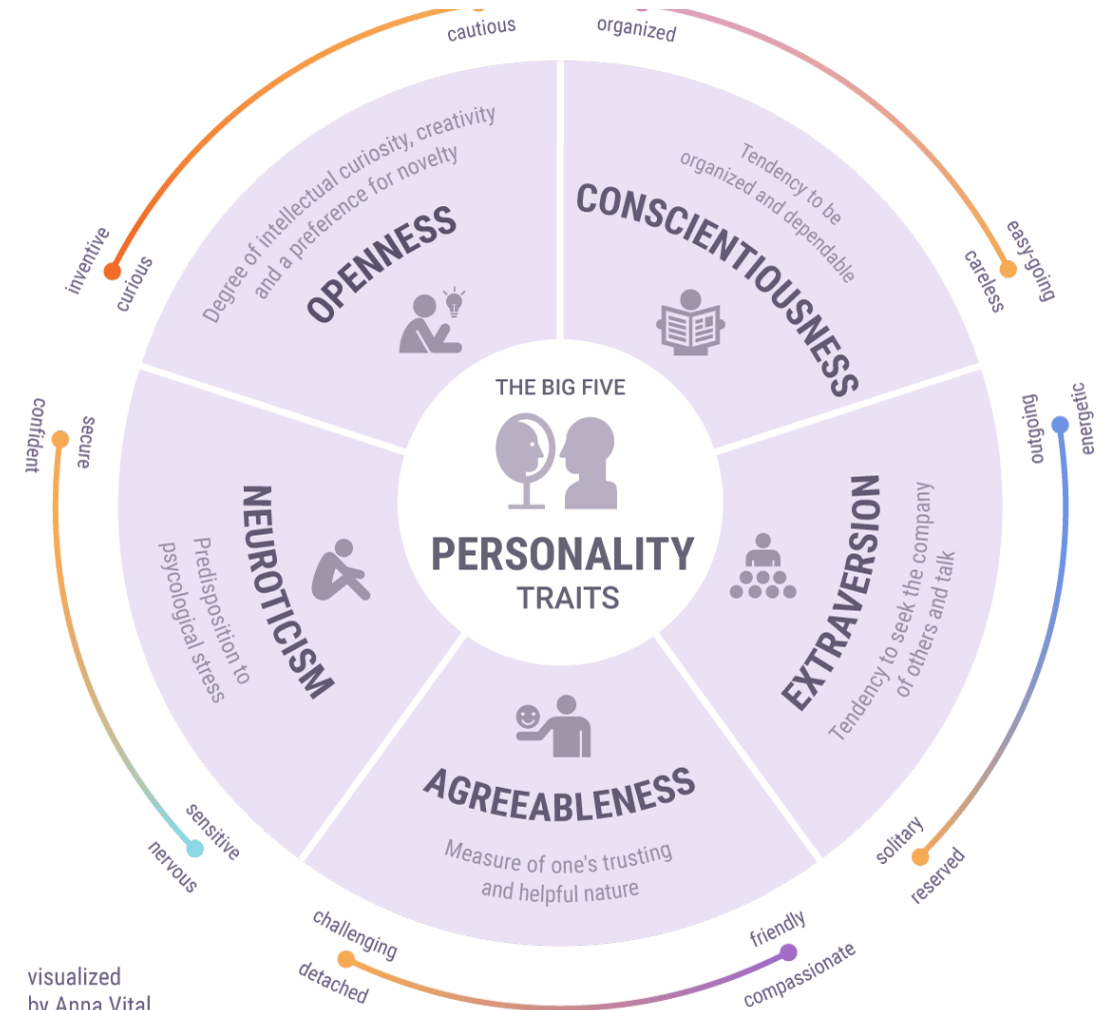 cautious
organized
inventive
curious
Degree of intellectual curiosity, creativity
and a preference for novelty
OPENNESS
Tendency to be
organized and dependable
CONSCIENTIOUSNESS
easy-going
careless
THE BIG FIVE
PERSONALITY
TRAITS
confident
secure
NEUROTICISM
Predisposition to
psycological stress
sensitive
nervous
energetic
outgoing
EXTRAVERSION
Tendency to seek the company
of others and talk
solitary
reserved
AGREEABLENESS
Measure of one's trusting
and helpful nature
challenging
detached
friendly
compassionate
visualized
by Anna Vital